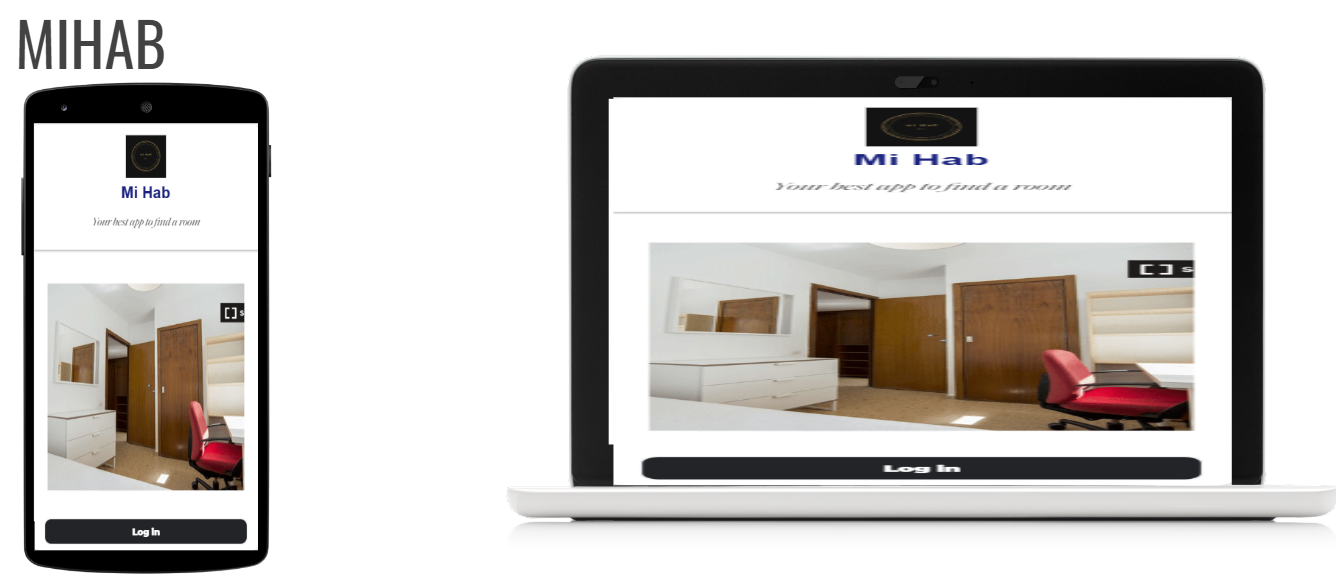 MIHAB
Mi Hab
Your best app to find a room
[ ] s
Log In
Mi Hab
Your best app to find a room
[ ] s
Log In